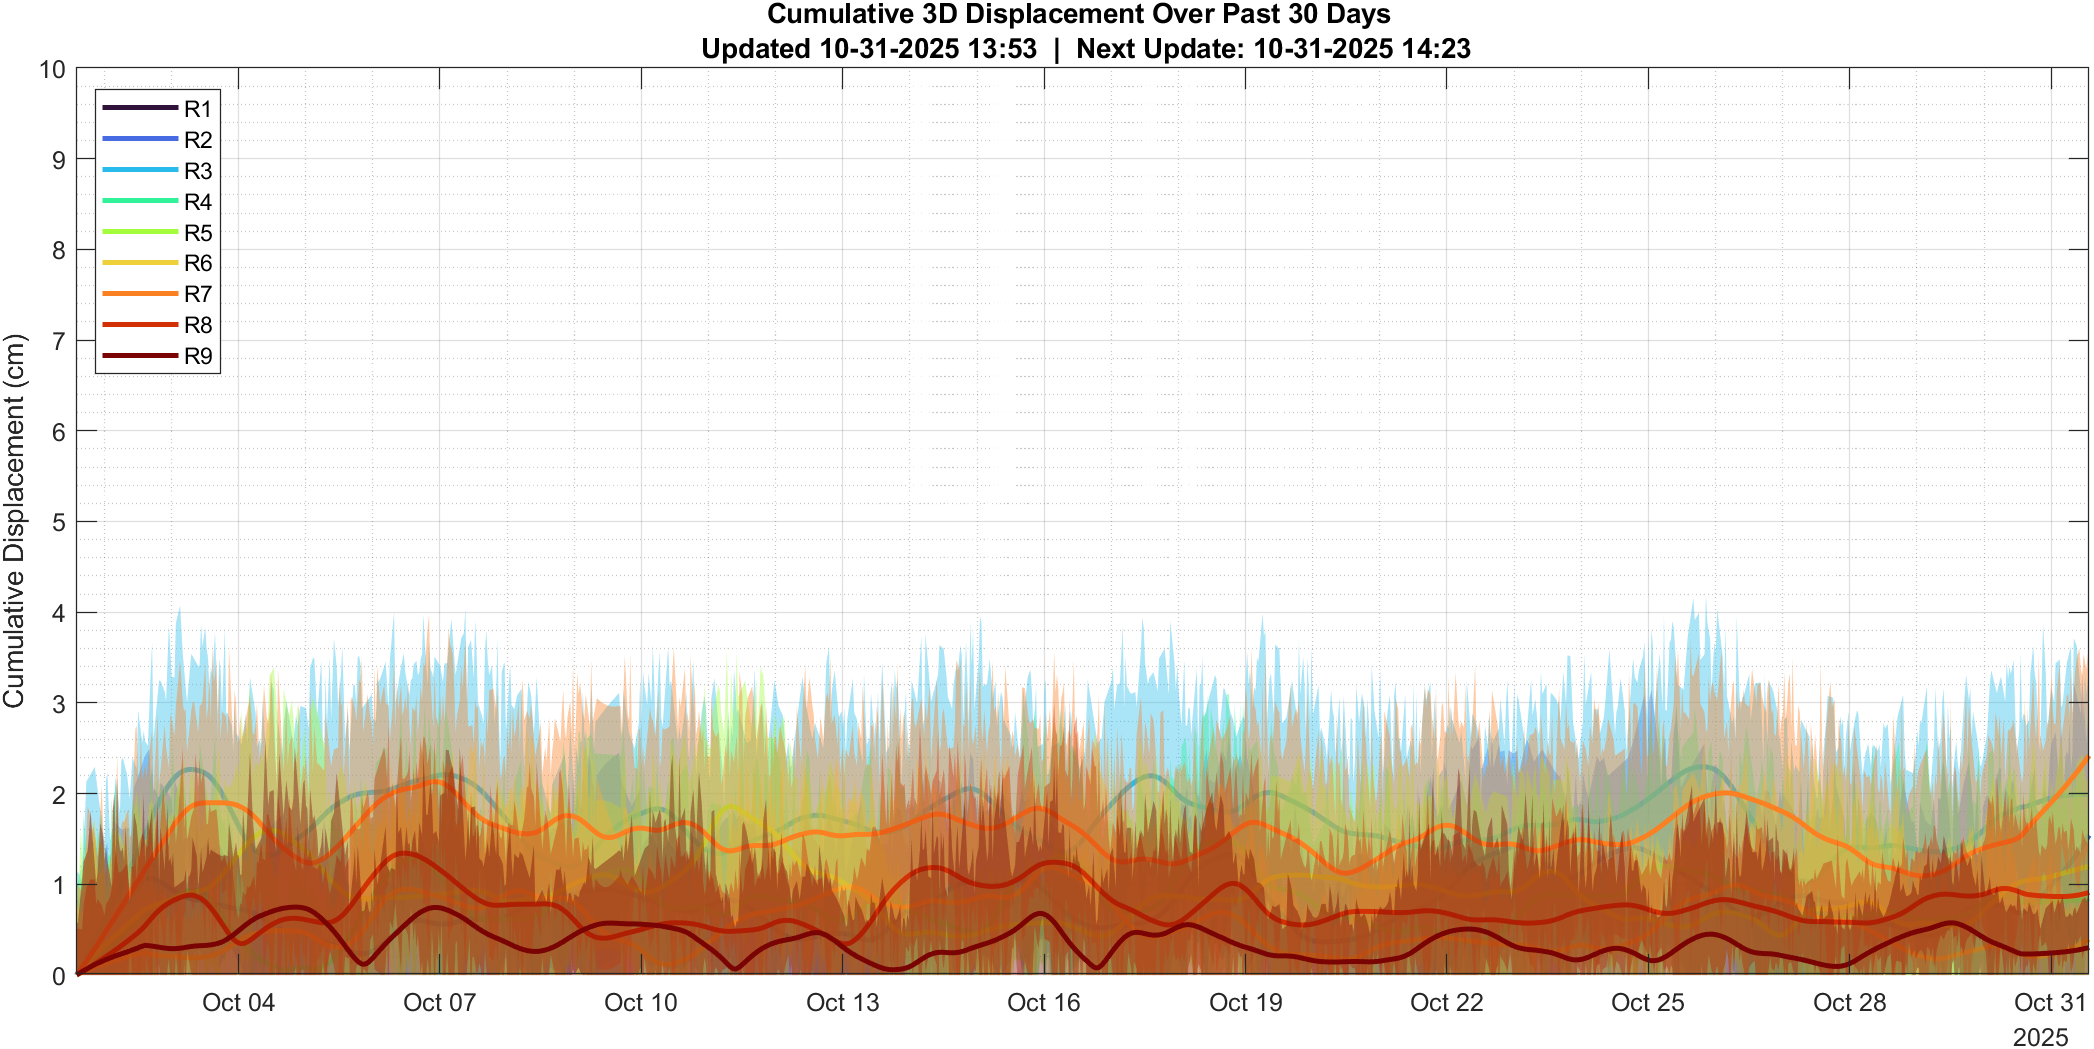 Cumulative 3D Displacement Over Past 30 Days
Updated 10-31-2025 13:53 | Next Update: 10-31-2025 14:23
Cumulative Displacement (cm)
10
9
8
7
6
5
4
3
2
1
0
R1
R2
R3
R4
R5
R6
R7
R8
R9
Oct 04 Oct 07 Oct 10 Oct 13 Oct 16 Oct 19 Oct 22 Oct 25 Oct 28 Oct 31
2025